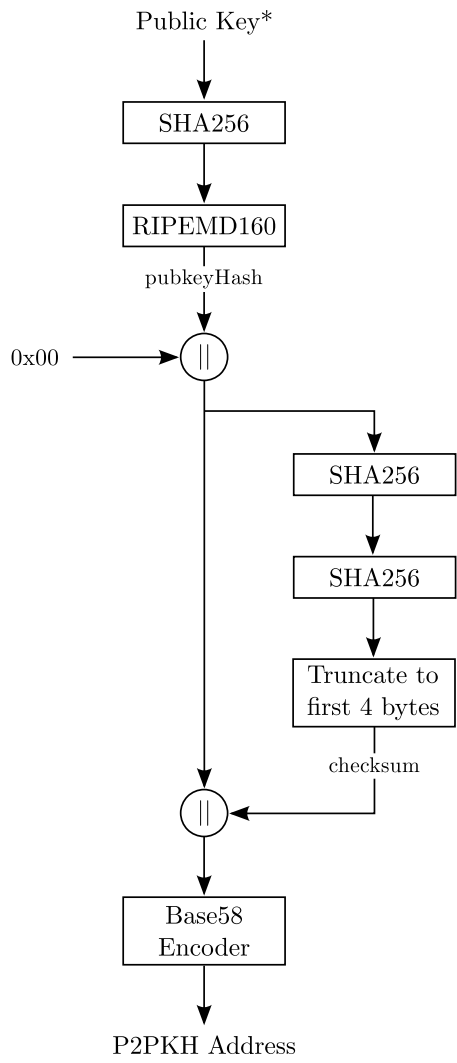 Public Key*
SHA256
RIPEMD160
pubkeyHash
0x00
||
SHA256
SHA256
Truncate to
first 4 bytes
checksum
||
Base58
Encoder
P2PKH Address